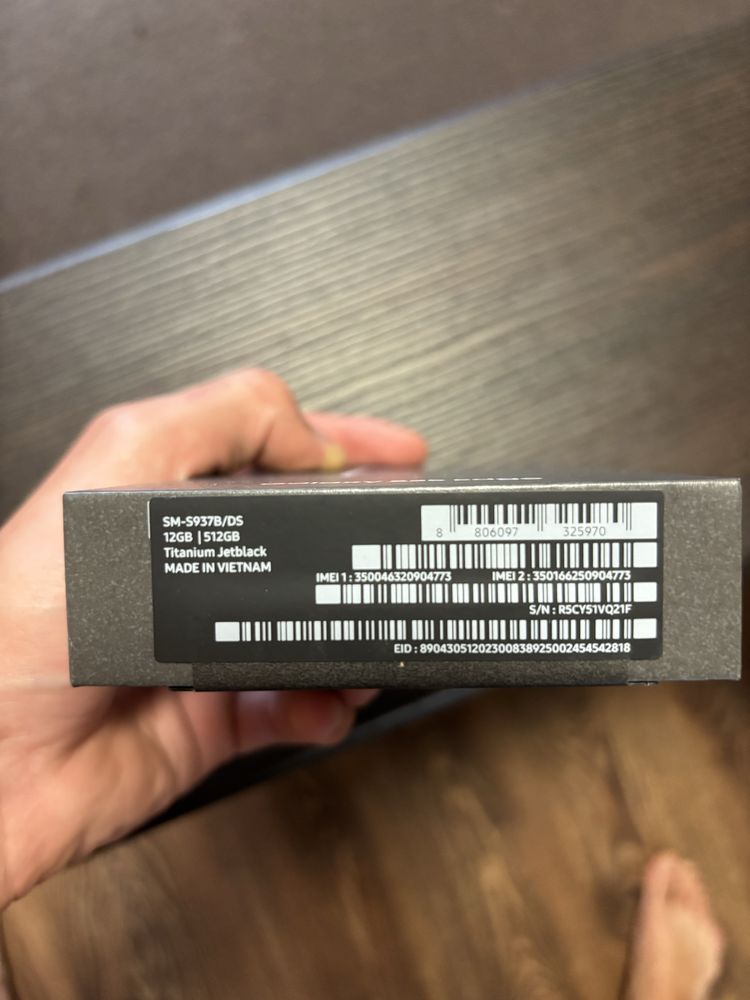 SM-S937B/DS
12GB | 512GB
Titanium Jetblack
MADE IN VIETNAM
8 806097 325970
IMEI 1 : 350046320904773 IMEI 2 : 350166250904773
S/N : R5CY51VQ21F
EID : 89043051202300838925002454542818